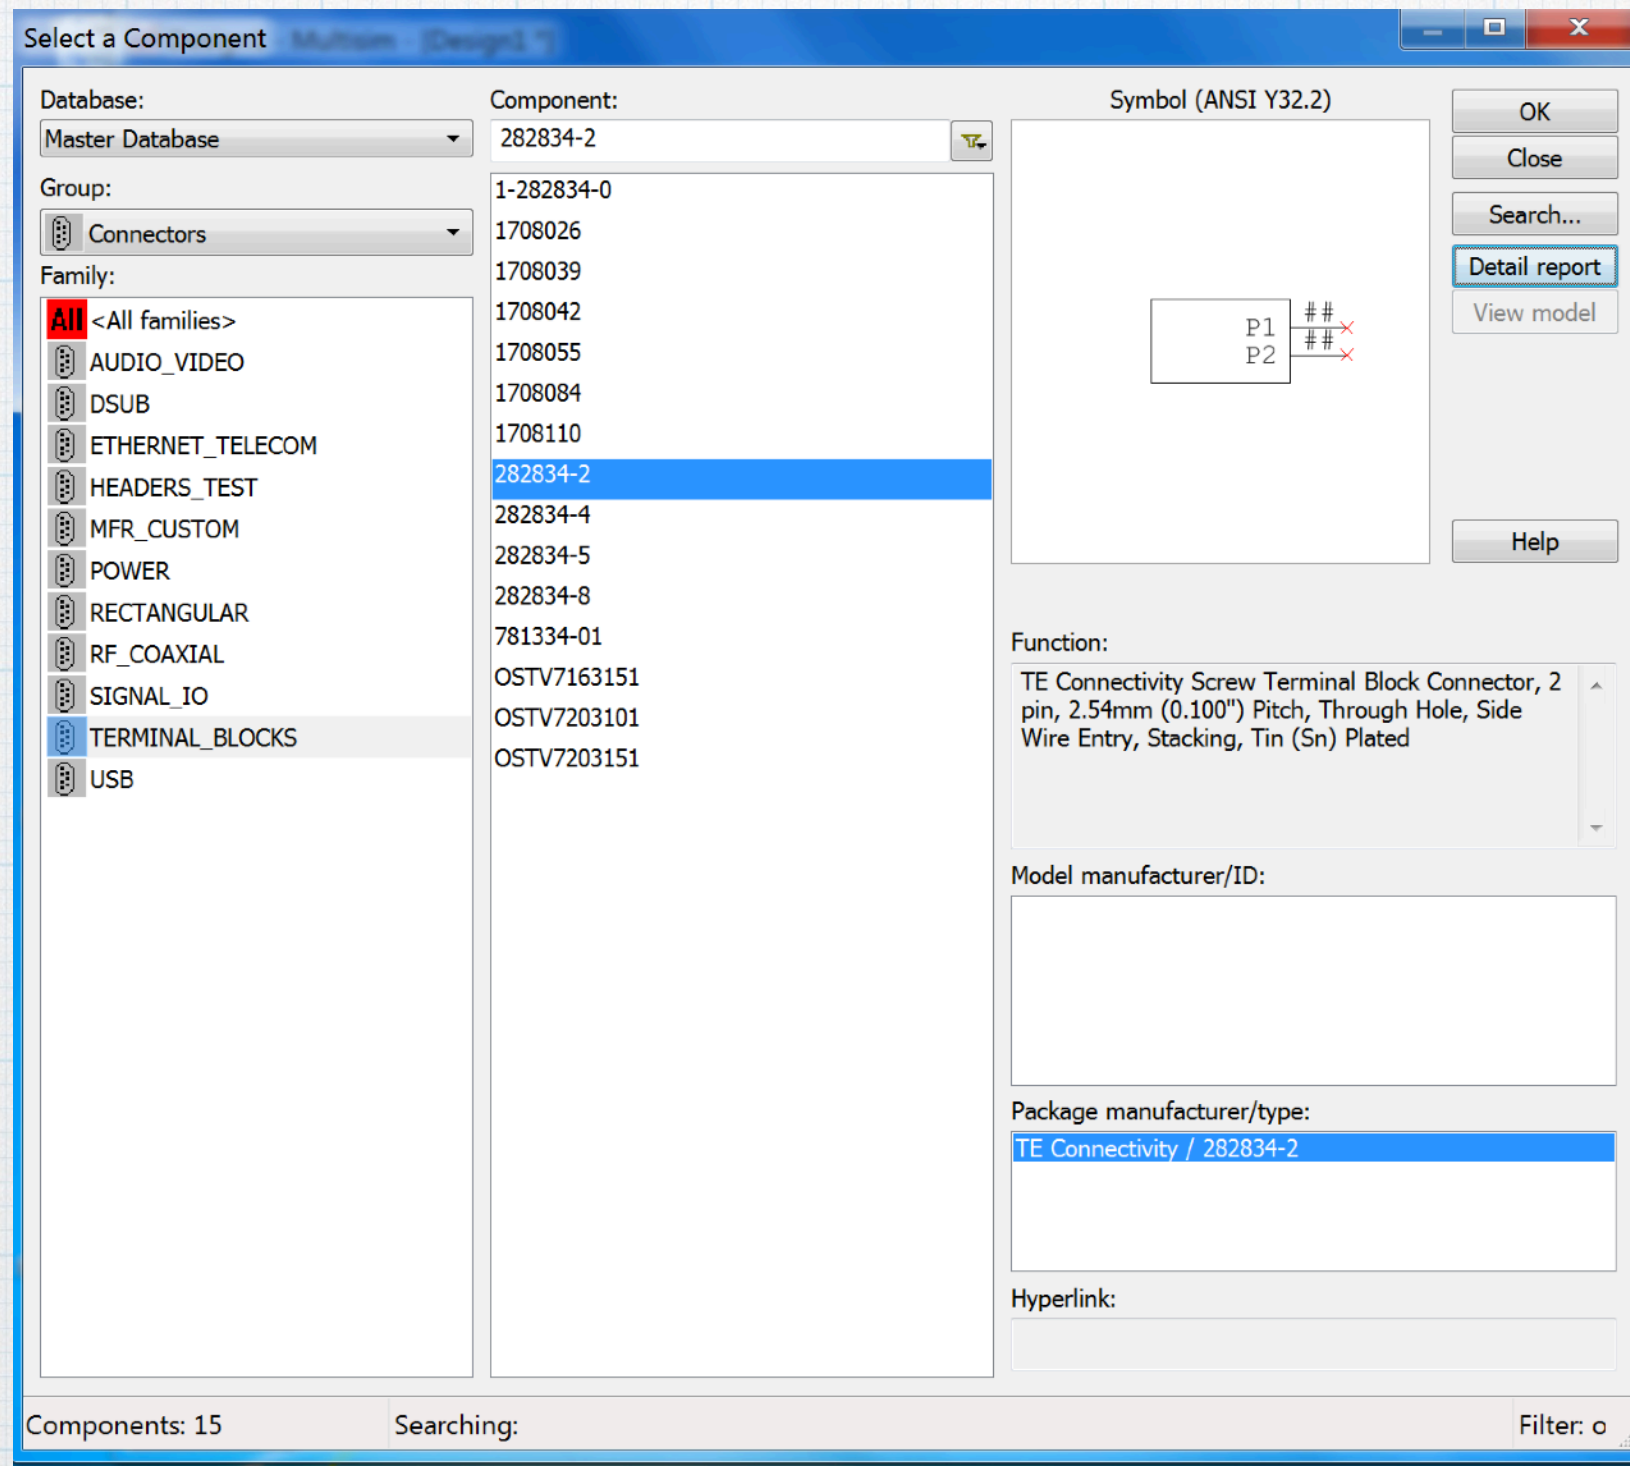 Select a Component
Database:
Master Database
Group:
Connectors
Family:
All <All families>
AUDIO_VIDEO
DSUB
ETHERNET_TELECOM
HEADERS_TEST
MFR_CUSTOM
POWER
RECTANGULAR
RF_COAXIAL
SIGNAL_IO
TERMINAL_BLOCKS
USB
Component:
282834-2
1-282834-0
1708026
1708039
1708042
1708055
1708084
1708110
282834-2
282834-4
282834-5
282834-8
781334-01
OSTV7163151
OSTV7203101
OSTV7203151
Symbol (ANSI Y32.2)
P1 ##
P2 ##
OK
Close
Search...
Detail report
View model
Help
Function:
TE Connectivity Screw Terminal Block Connector, 2
pin, 2.54mm (0.100") Pitch, Through Hole, Side
Wire Entry, Stacking, Tin (Sn) Plated
Model manufacturer/ID:
Package manufacturer/type:
TE Connectivity / 282834-2
Hyperlink:
Components: 15
Searching:
Filter: o